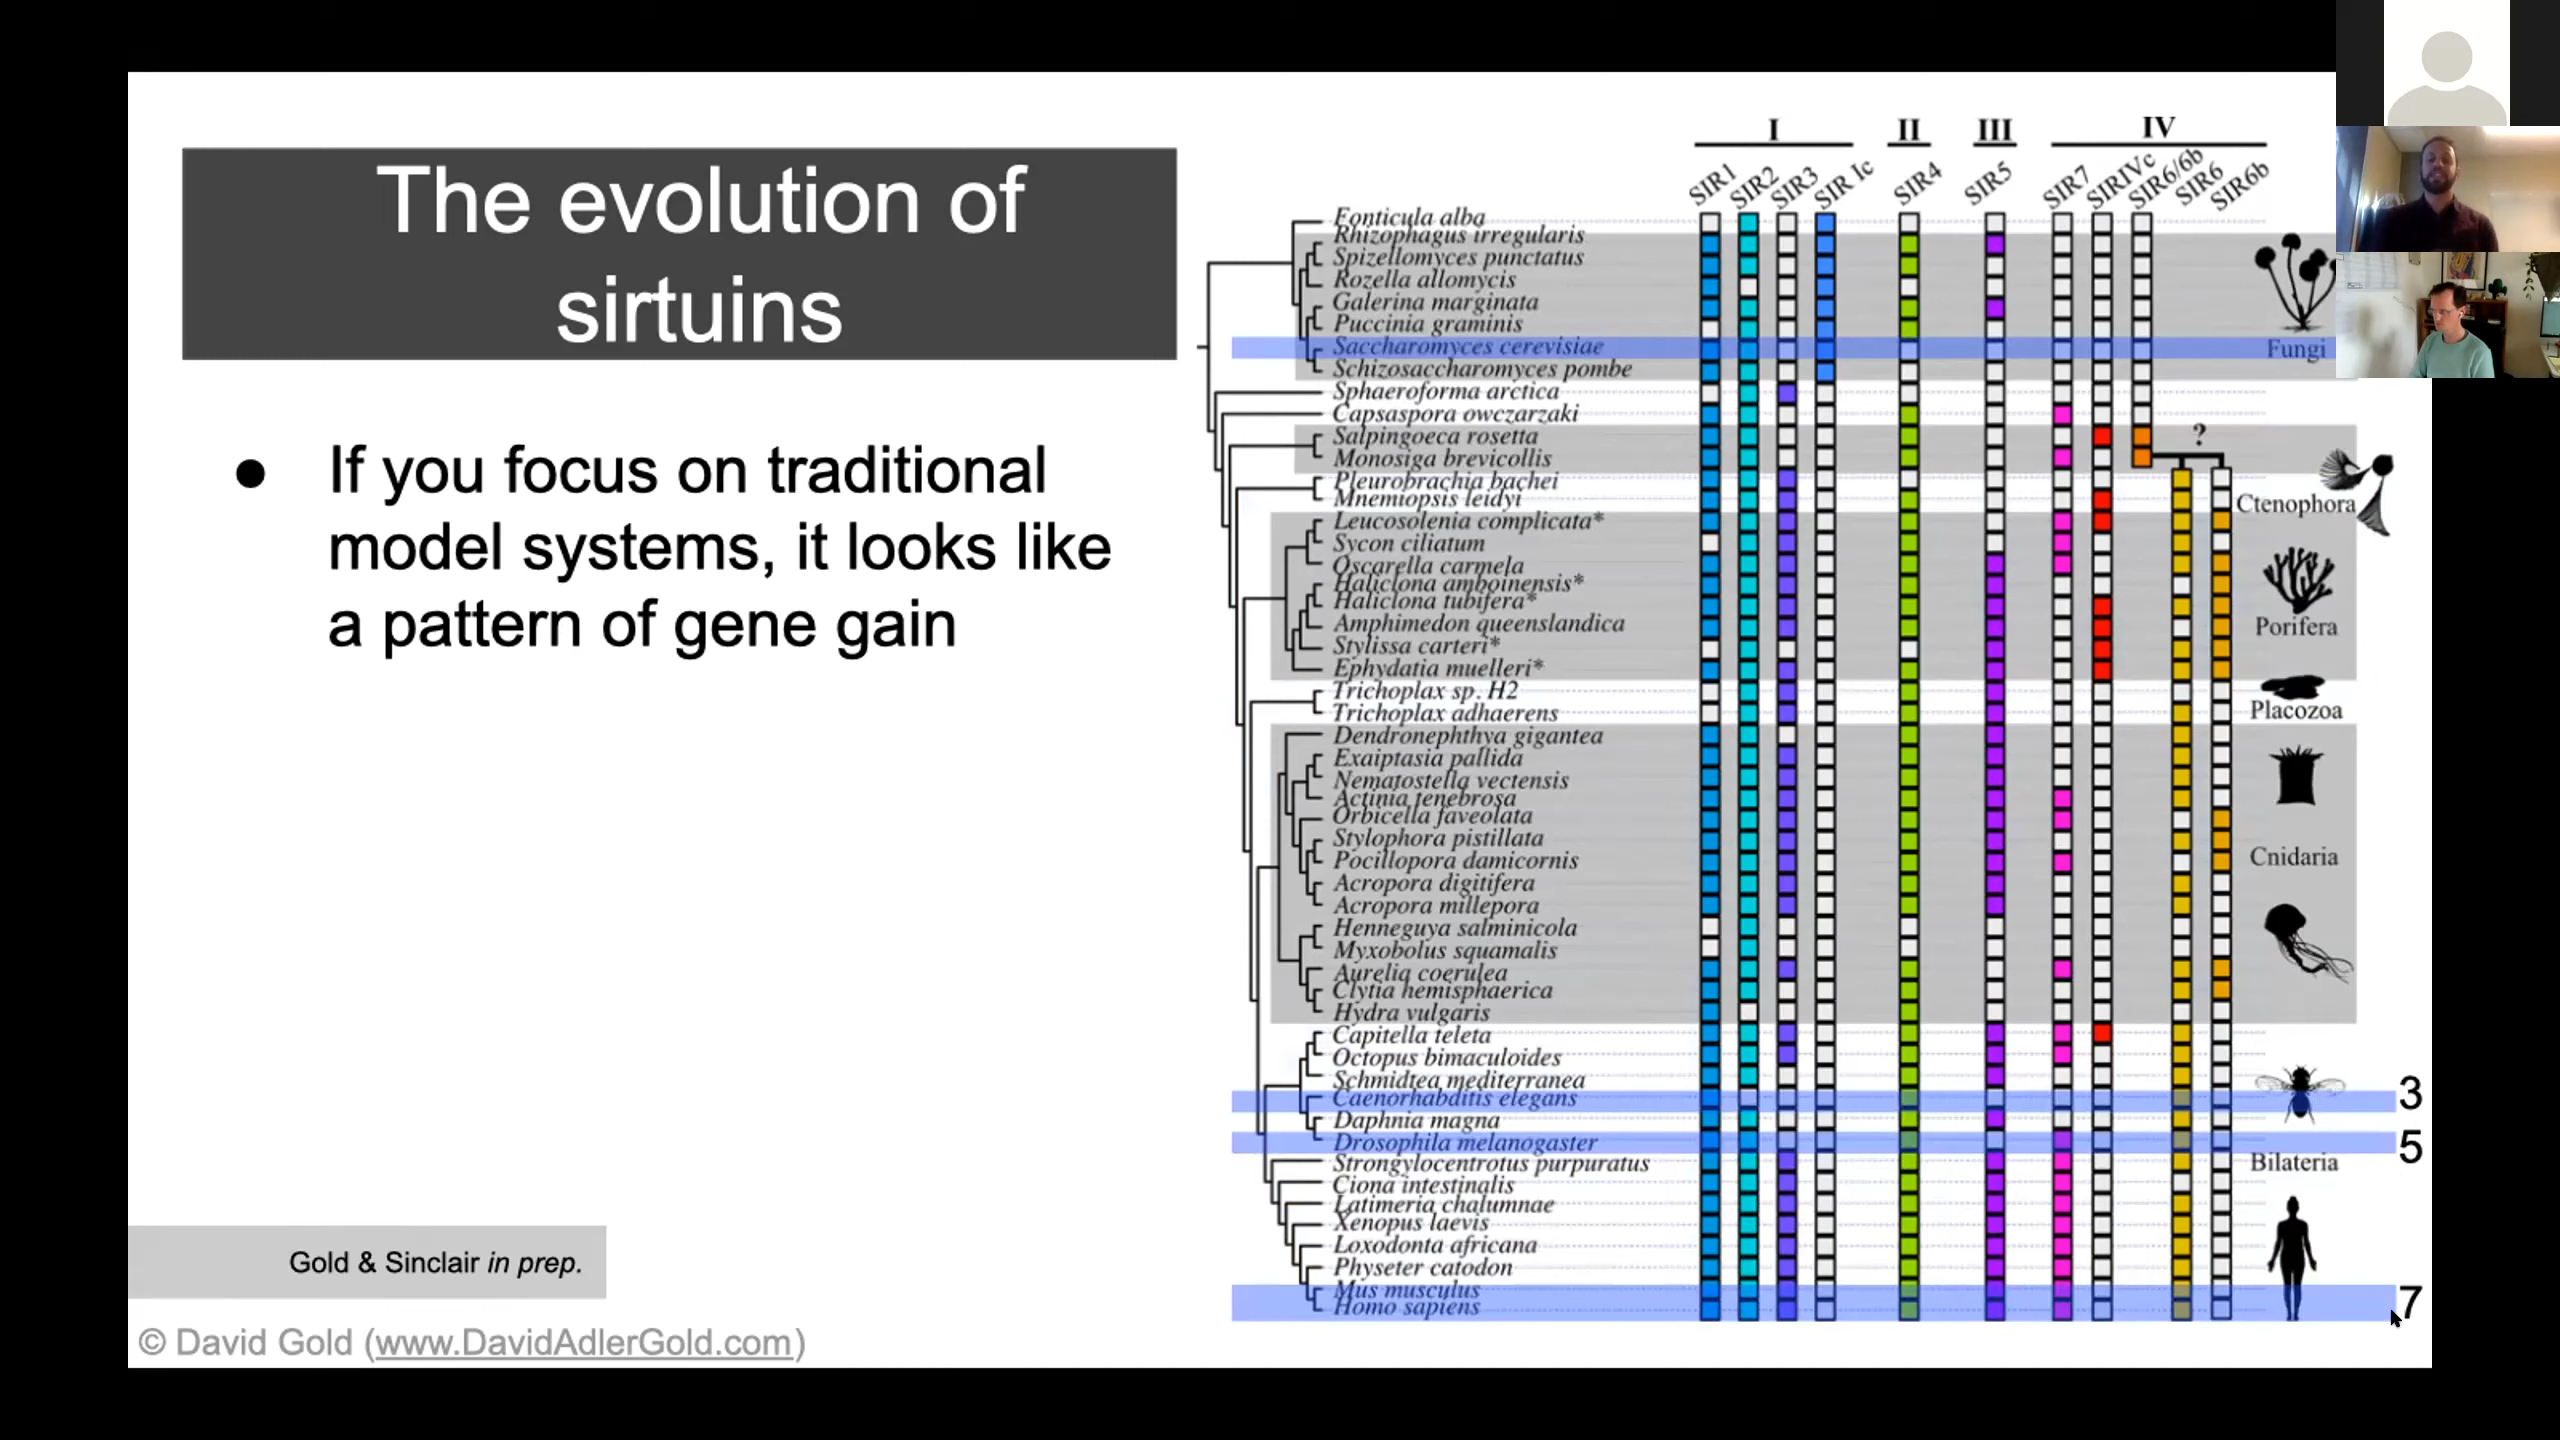 The evolution of
sirtuins
● If you focus on traditional
model systems, it looks like
a pattern of gene gain
Gold & Sinclair in prep.
© David Gold (www.DavidAdlerGold.com)
I II III IV
SIR1 SIR2 SIR3 SIR Ic SIR4 SIR5 SIR7 SIRIVc SIR6/6b SIR6 SIR6b
Fonticula alba
Rhizophagus irregularis
Spizellomyces punctatus
Rozella allomycis
Galerina marginata
Puccinia graminis
Saccharomyces cerevisiae
Fungi
Schizosaccharomyces pombe
Sphaeroforma arctica
Capsaspora owczarzaki
Salpingoeca rosetta
?
Monosiga brevicollis
Pleurobrachia bachei
Mnemiopsis leidyi
Ctenophora
Leucosolenia complicata*
Sycon ciliatum
Oscarella carmela
Haliclona amboinensis*
Haliclona tubifera*
Amphimedon queenslandica
Porifera
Stylissa carteri*
Ephydatia muelleri*
Trichoplax sp. H2
Trichoplax adhaerens
Placozoa
Dendronephthya gigantea
Exaiptasia pallida
Nematostella vectensis
Actinia tenebrosa
Orbicella faveolata
Stylophora pistillata
Pocillopora damicornis
Cnidaria
Acropora digitifera
Acropora millepora
Henneguya salminicola
Myxobolus squamalis
Aurelia coerulea
Clytia hemisphaerica
Hydra vulgaris
Capitella teleta
Octopus bimaculoides
Schmidtea mediterranea
Caenorhabditis elegans
3
Daphnia magna
Drosophila melanogaster
5
Strongylocentrotus purpuratus
Bilateria
Ciona intestinalis
Latimeria chalumnae
Xenopus laevis
Loxodonta africana
Physeter catodon
Mus musculus
Homo sapiens
7